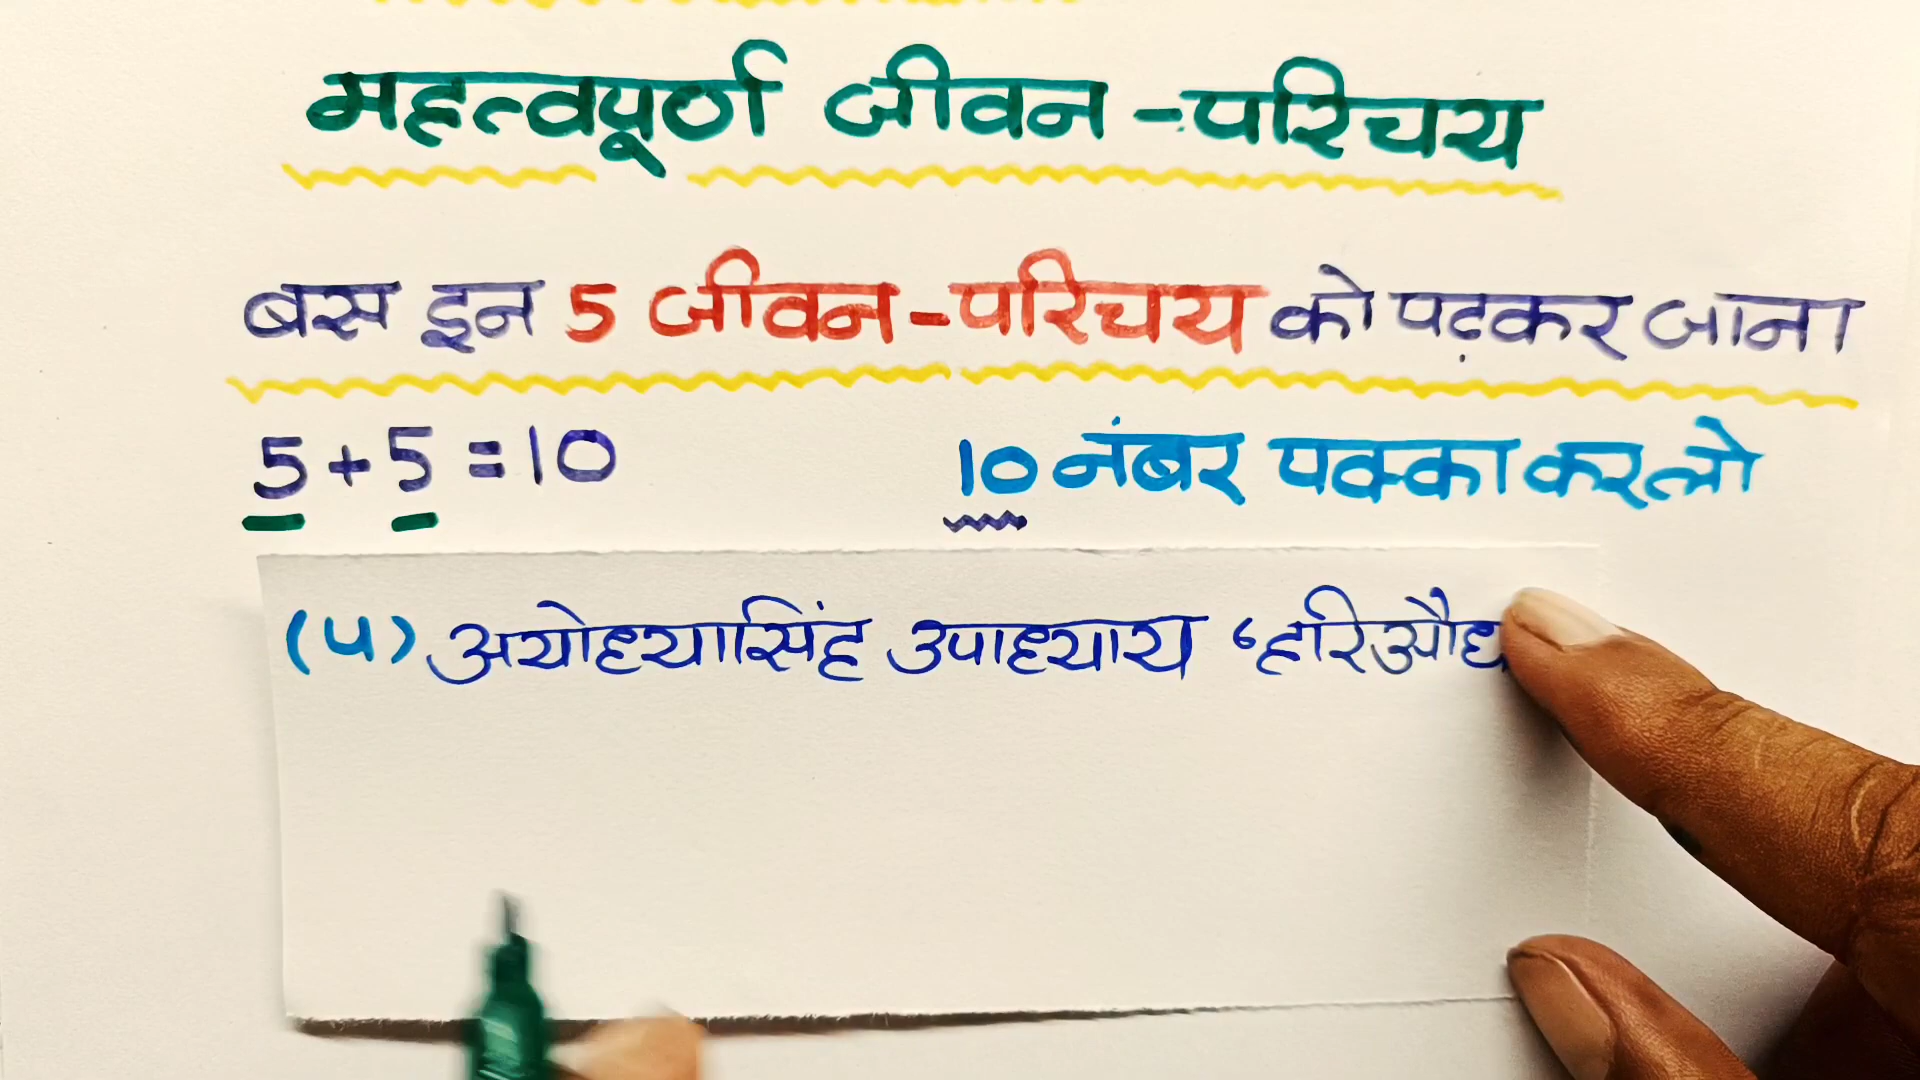 महत्वपूर्ण जीवन -परिचय
बस इन 5 जीवन-परिचय को पढ़कर जाना
5+5=10 10 नंबर पक्का करलो
(५) अयोध्यासिंह उपाध्याय ‘हरिऔध